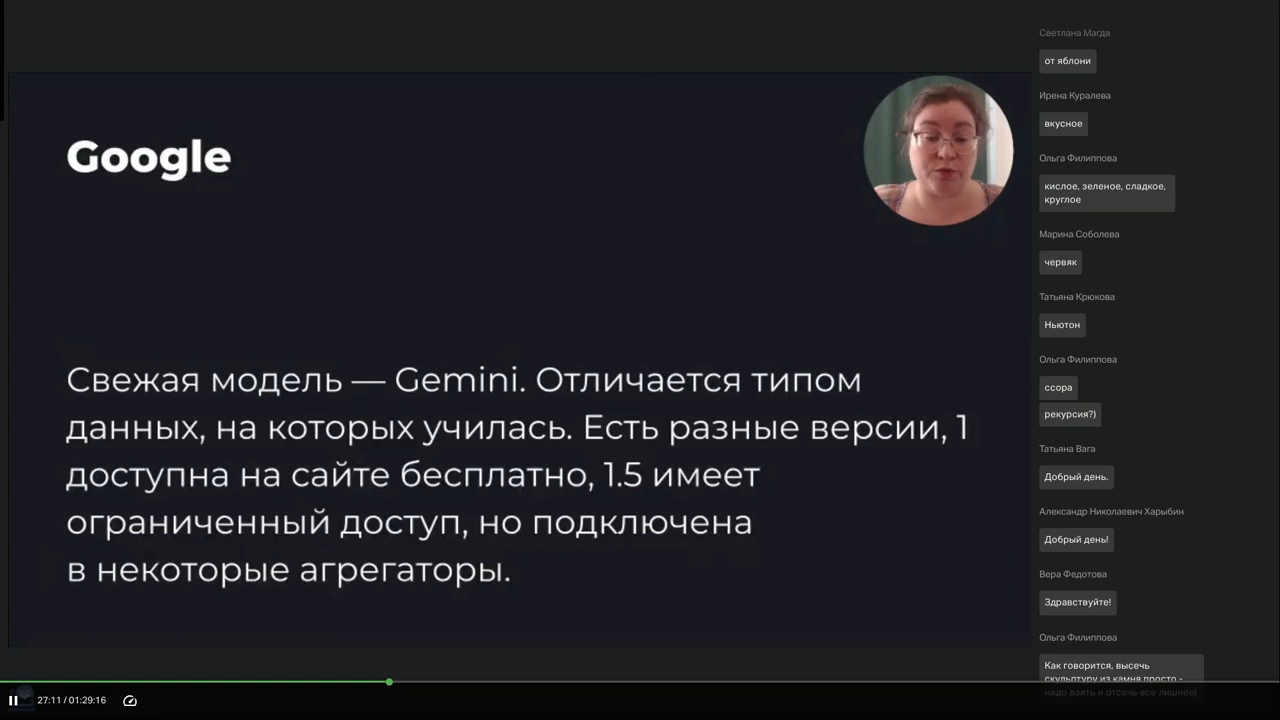 Google
Свежая модель — Gemini. Отличается типом
данных, на которых училась. Есть разные версии, 1
доступна на сайте бесплатно, 1.5 имеет
ограниченный доступ, но подключена
в некоторые агрегаторы.
Светлана Магда
от яблони
Ирена Куралева
вкусное
Ольга Филиппова
кислое, зеленое, сладкое,
круглое
Марина Соболева
червяк
Татьяна Крюкова
Ньютон
Ольга Филиппова
ссора
рекурсия?)
Татьяна Вага
Добрый день.
Александр Николаевич Харыбин
Добрый день!
Вера Федотова
Здравствуйте!
Ольга Филиппова
Как говорится, высечь
скульптуру из камня просто -
надо взять и отсечь все лишнее)
27:11 / 01:29:16